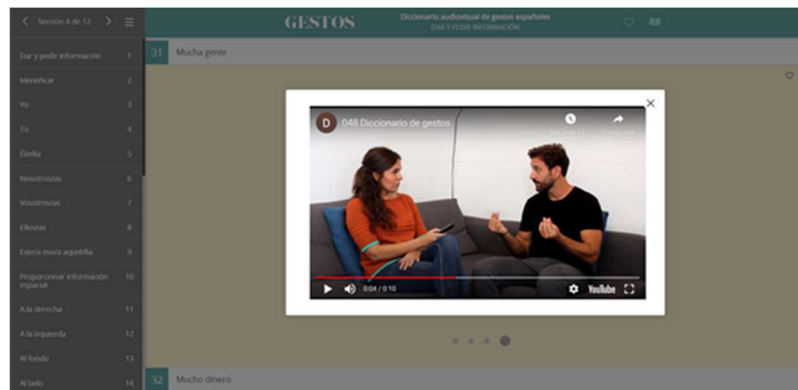 Sección 4 de 12
GESTOS
Diccionario audiovisual de gestos españoles
DAR Y PEDIR INFORMACIÓN
Dar y pedir información 1
Identificar 2
Yo 3
Tú 4
Él/ella 5
Nosotros/as 6
Vosotros/as 7
Ellos/as 8
Este/a ese/a aquel/lla 9
Proporcionar información espacial 10
A la derecha 11
A la izquierda 12
Al fondo 13
Al lado 14
31 Mucha gente
D 048 Diccionario de gestos
0:04 / 0:10
YouTube
32 Mucho dinero